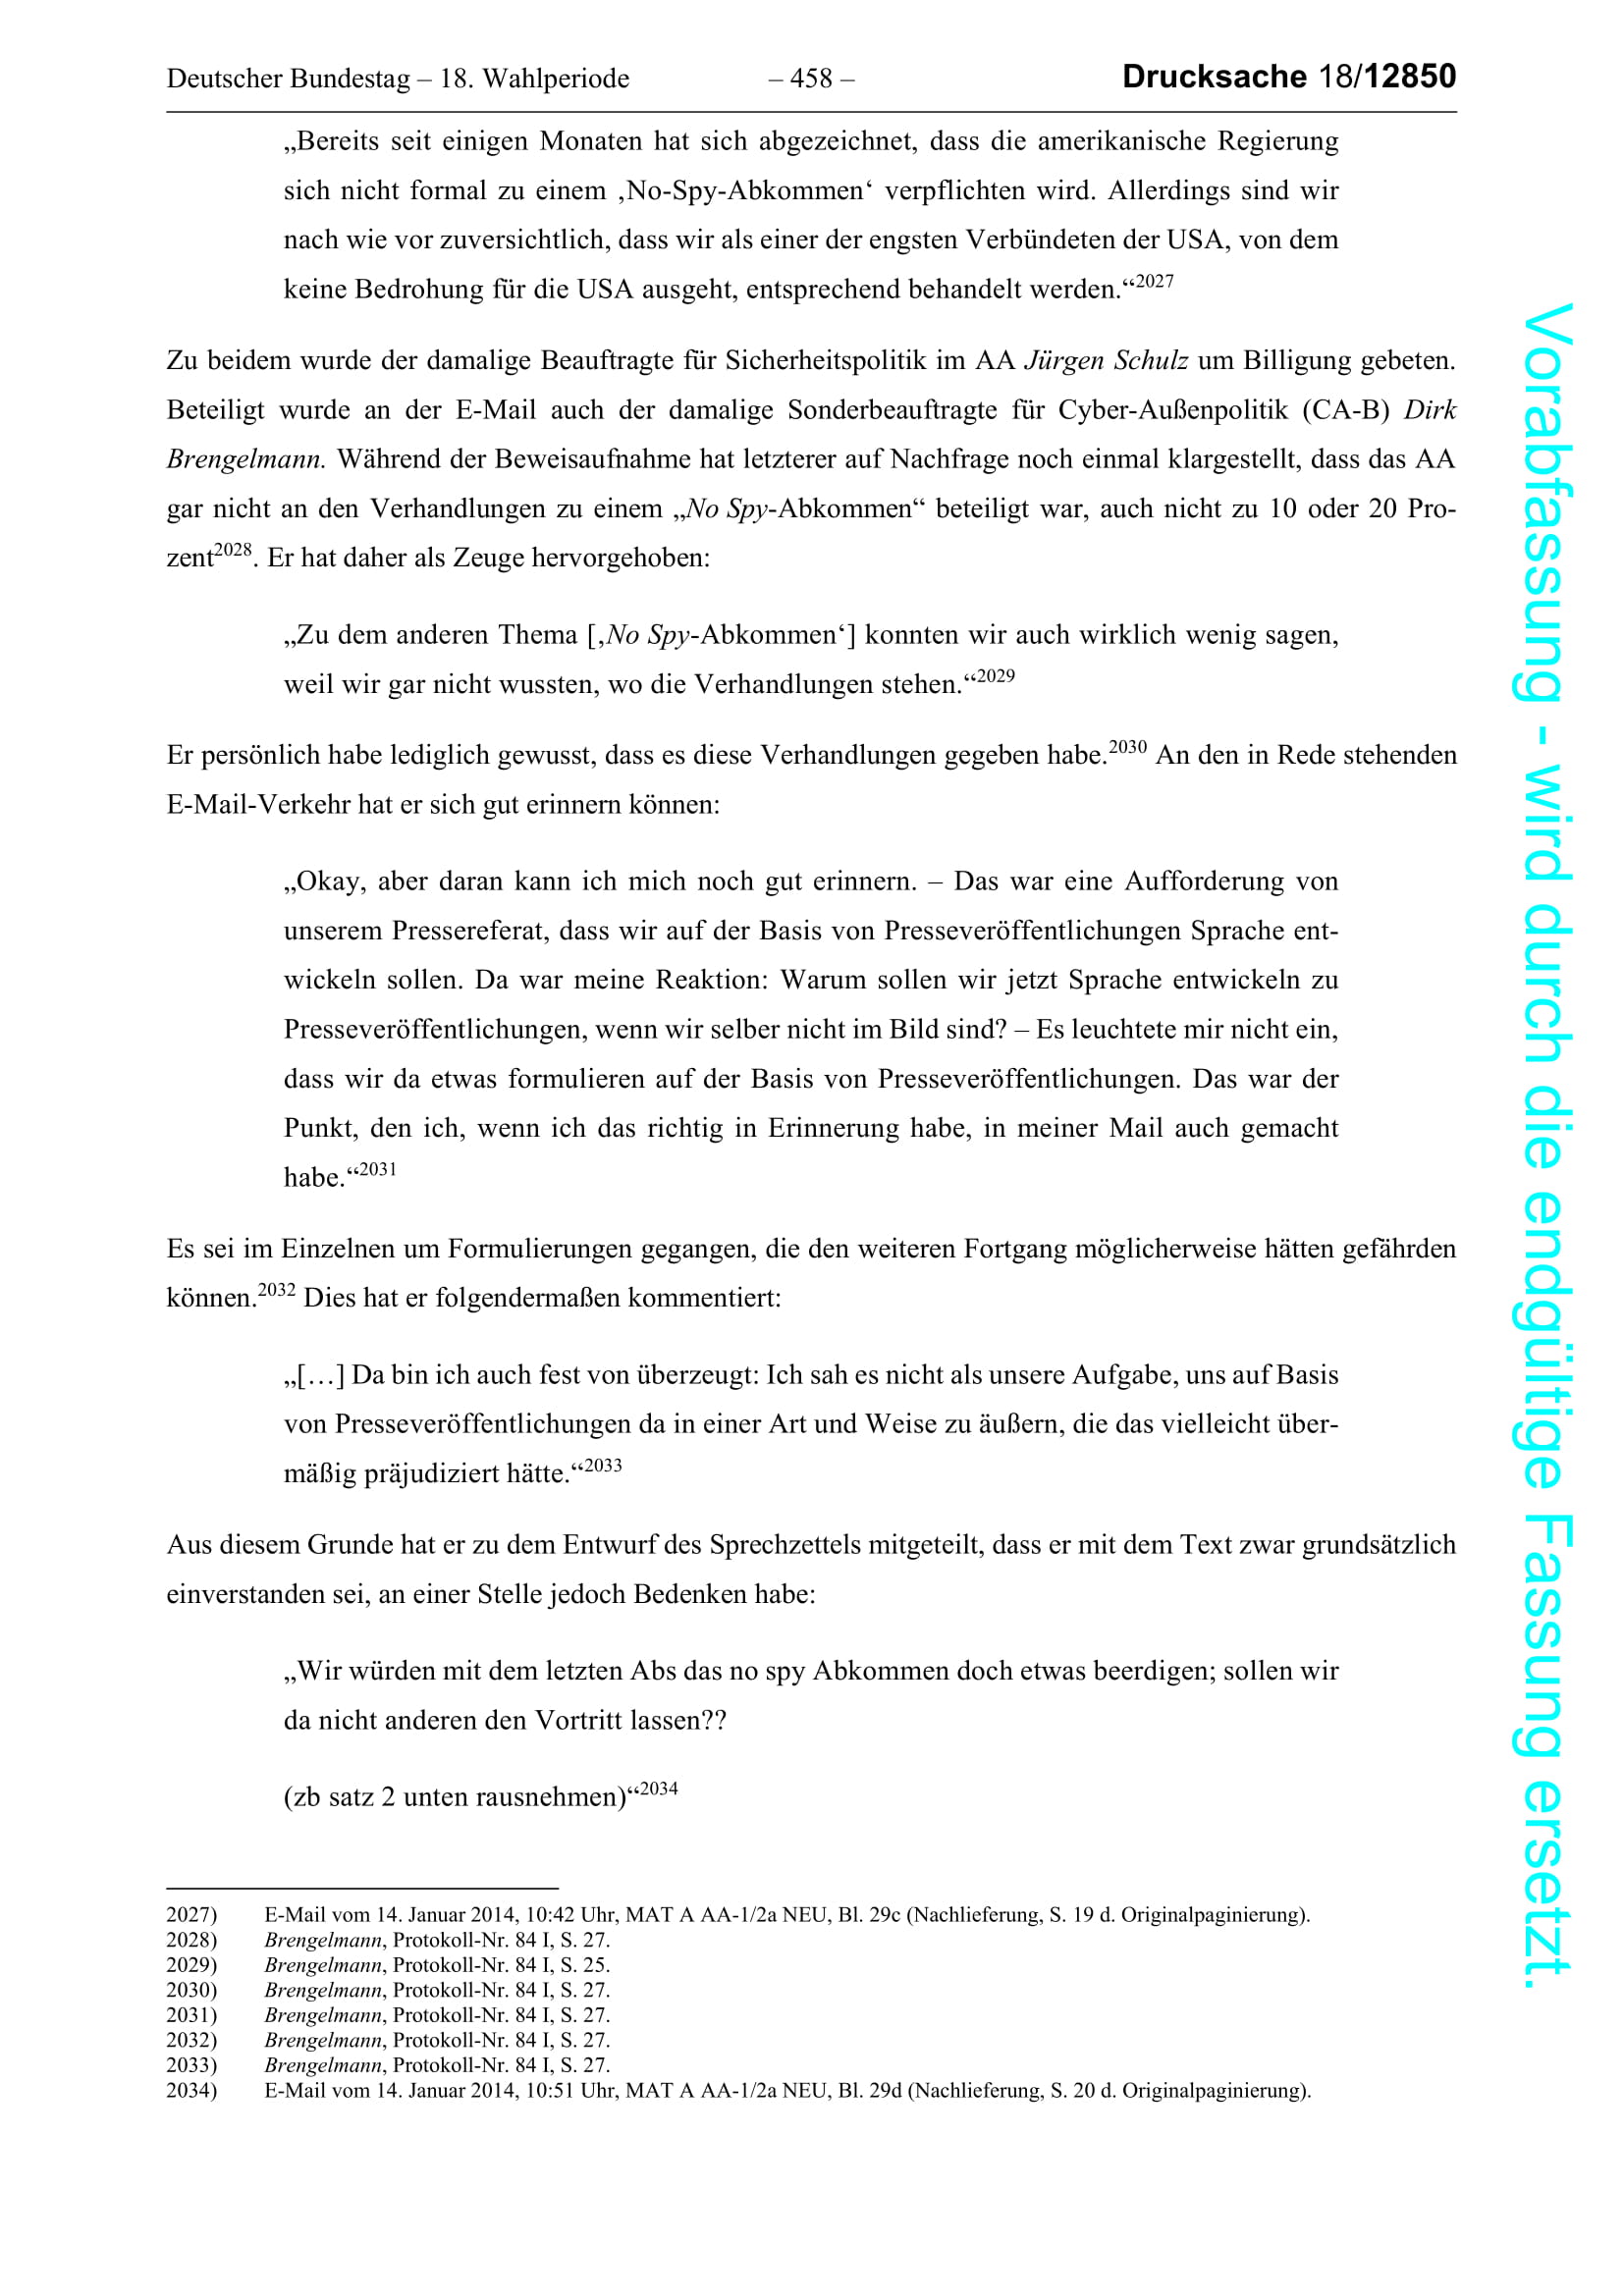 Deutscher Bundestag – 18. Wahlperiode – 458 – Drucksache 18/12850
„Bereits seit einigen Monaten hat sich abgezeichnet, dass die amerikanische Regierung
sich nicht formal zu einem ‚No-Spy-Abkommen‘ verpflichten wird. Allerdings sind wir
nach wie vor zuversichtlich, dass wir als einer der engsten Verbündeten der USA, von dem
keine Bedrohung für die USA ausgeht, entsprechend behandelt werden.“2027
Zu beidem wurde der damalige Beauftragte für Sicherheitspolitik im AA Jürgen Schulz um Billigung gebeten.
Beteiligt wurde an der E-Mail auch der damalige Sonderbeauftragte für Cyber-Außenpolitik (CA-B) Dirk
Brengelmann. Während der Beweisaufnahme hat letzterer auf Nachfrage noch einmal klargestellt, dass das AA
gar nicht an den Verhandlungen zu einem „No Spy-Abkommen“ beteiligt war, auch nicht zu 10 oder 20 Pro-
zent2028. Er hat daher als Zeuge hervorgehoben:
„Zu dem anderen Thema [‚No Spy-Abkommen‘] konnten wir auch wirklich wenig sagen,
weil wir gar nicht wussten, wo die Verhandlungen stehen.“2029
Er persönlich habe lediglich gewusst, dass es diese Verhandlungen gegeben habe.2030 An den in Rede stehenden
E-Mail-Verkehr hat er sich gut erinnern können:
„Okay, aber daran kann ich mich noch gut erinnern. – Das war eine Aufforderung von
unserem Pressereferat, dass wir auf der Basis von Presseveröffentlichungen Sprache ent-
wickeln sollen. Da war meine Reaktion: Warum sollen wir jetzt Sprache entwickeln zu
Presseveröffentlichungen, wenn wir selber nicht im Bild sind? – Es leuchtete mir nicht ein,
dass wir da etwas formulieren auf der Basis von Presseveröffentlichungen. Das war der
Punkt, den ich, wenn ich das richtig in Erinnerung habe, in meiner Mail auch gemacht
habe.“2031
Es sei im Einzelnen um Formulierungen gegangen, die den weiteren Fortgang möglicherweise hätten gefährden
können.2032 Dies hat er folgendermaßen kommentiert:
„[…] Da bin ich auch fest von überzeugt: Ich sah es nicht als unsere Aufgabe, uns auf Basis
von Presseveröffentlichungen da in einer Art und Weise zu äußern, die das vielleicht über-
mäßig präjudiziert hätte.“2033
Aus diesem Grunde hat er zu dem Entwurf des Sprechzettels mitgeteilt, dass er mit dem Text zwar grundsätzlich
einverstanden sei, an einer Stelle jedoch Bedenken habe:
„Wir würden mit dem letzten Abs das no spy Abkommen doch etwas beerdigen; sollen wir
da nicht anderen den Vortritt lassen??
(zb satz 2 unten rausnehmen)“2034
2027) E-Mail vom 14. Januar 2014, 10:42 Uhr, MAT A AA-1/2a NEU, Bl. 29c (Nachlieferung, S. 19 d. Originalpaginierung).
2028) Brengelmann, Protokoll-Nr. 84 I, S. 27.
2029) Brengelmann, Protokoll-Nr. 84 I, S. 25.
2030) Brengelmann, Protokoll-Nr. 84 I, S. 27.
2031) Brengelmann, Protokoll-Nr. 84 I, S. 27.
2032) Brengelmann, Protokoll-Nr. 84 I, S. 27.
2033) Brengelmann, Protokoll-Nr. 84 I, S. 27.
2034) E-Mail vom 14. Januar 2014, 10:51 Uhr, MAT A AA-1/2a NEU, Bl. 29d (Nachlieferung, S. 20 d. Originalpaginierung).
Vorabfassung - wird durch die endgültige Fassung ersetzt.